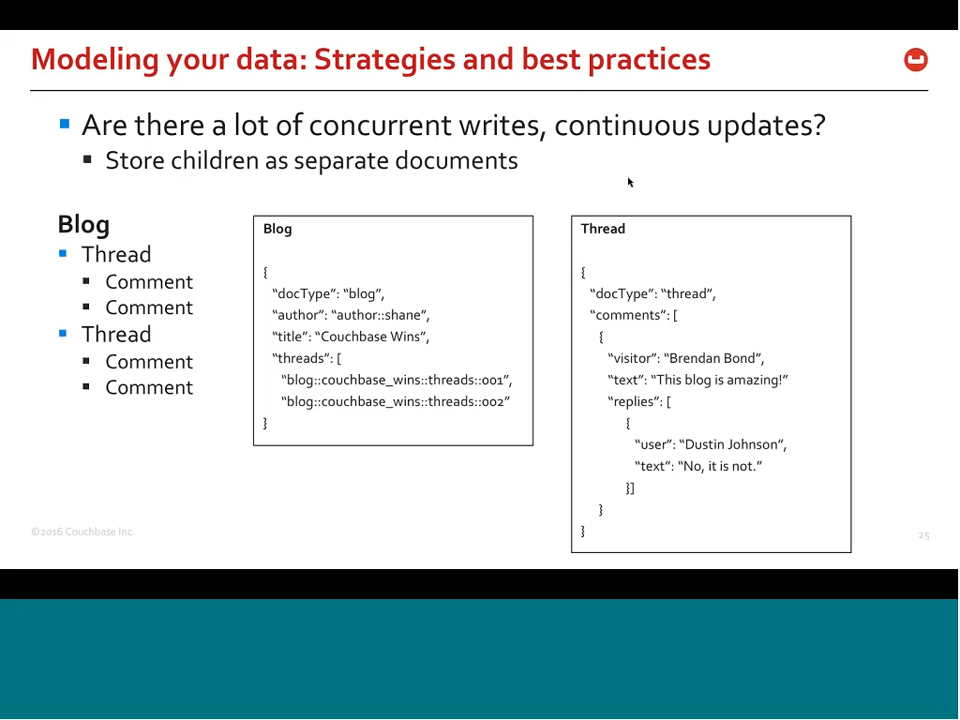 Modeling your data: Strategies and best practices
Are there a lot of concurrent writes, continuous updates?
Store children as separate documents
Blog
Thread
Comment
Comment
Thread
Comment
Comment
Blog
{
“docType”: “blog”,
“author”: “author::shane”,
“title”: “Couchbase Wins”,
“threads”: [
“blog::couchbase_wins::threads::001”,
“blog::couchbase_wins::threads::002”
}
Thread
{
“docType”: “thread”,
“comments”: [
{
“visitor”: “Brendan Bond”,
“text”: “This blog is amazing!”
“replies”: [
{
“user”: “Dustin Johnson”,
“text”: “No, it is not.”
}]
}
}
©2016 Couchbase Inc.
25